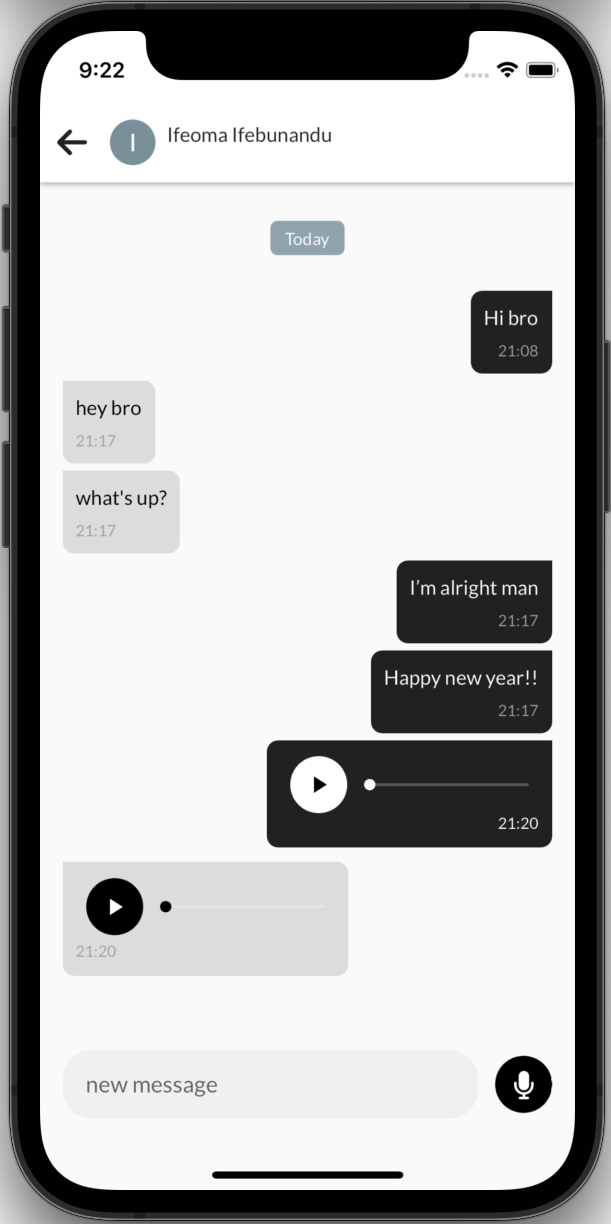 9:22
I
Ifeoma Ifebunandu
Today
Hi bro
21:08
hey bro
21:17
what's up?
21:17
I’m alright man
21:17
Happy new year!!
21:17
21:20
21:20
new message